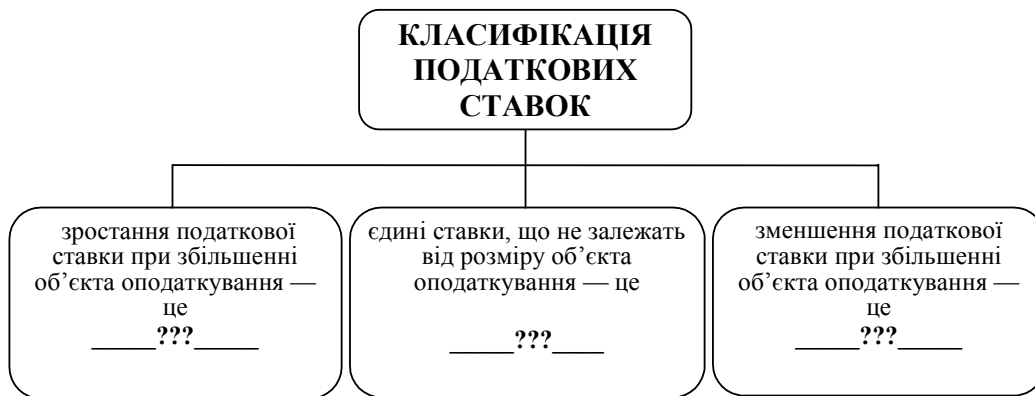 КЛАСИФІКАЦІЯ
ПОДАТКОВИХ
СТАВОК
зростання податкової
ставки при збільшенні
об’єкта оподаткування —
це
_____???_____
єдині ставки, що не залежать
від розміру об’єкта
оподаткування — це
_____???____
зменшення податкової
ставки при збільшенні
об’єкта оподаткування —
це
_____???_____